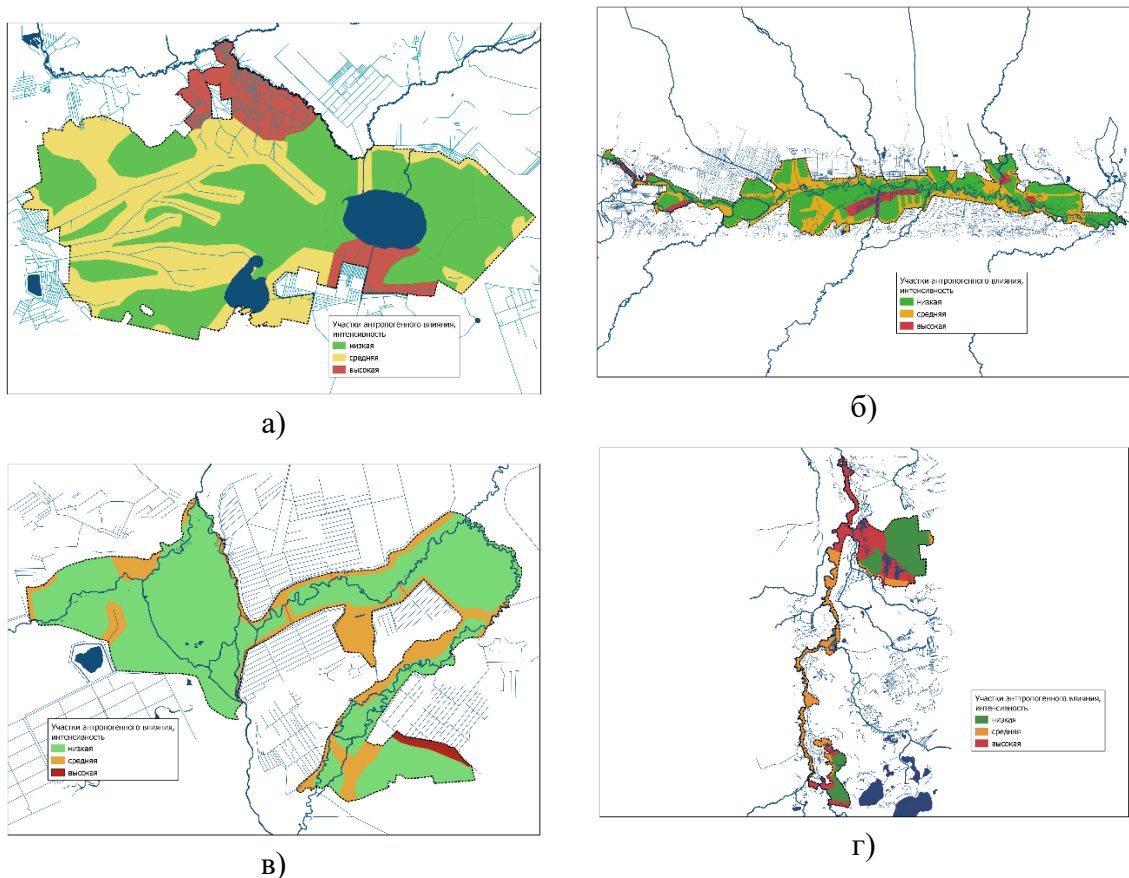 Участки антропогенного влияния,
интенсивность
низкая
средняя
высокая
а)
Участки антропогенного влияния,
интенсивность
низкая
средняя
высокая
б)
Участки антропогенного влияния,
интенсивность
низкая
средняя
высокая
в)
Участки анттропогенного влияния,
интенсивность
низкая
средняя
высокая
г)